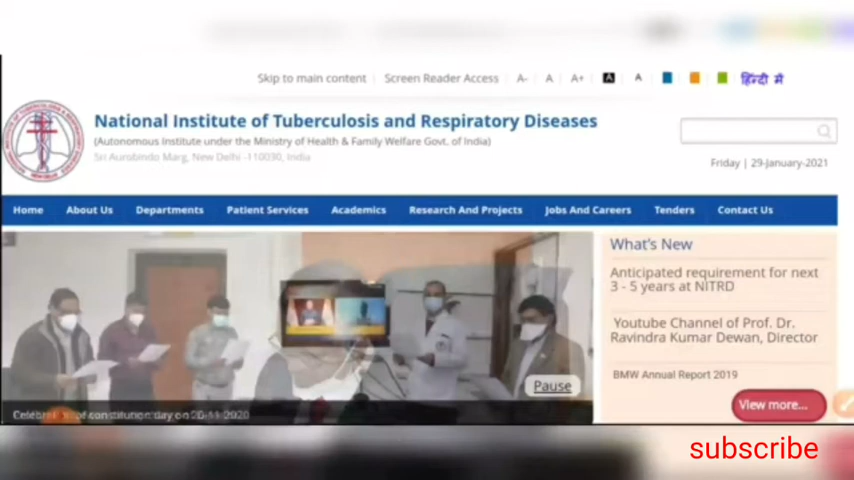 Skip to main content
Screen Reader Access
A- A A+ A A
हिन्दी में
National Institute of Tuberculosis and Respiratory Diseases
(Autonomous Institute under the Ministry of Health & Family Welfare Govt. of India)
Sri Aurobindo Marg, New Delhi -110030, India
Friday | 29-January-2021
Home About Us Departments Patient Services Academics Research And Projects Jobs And Careers Tenders Contact Us
What's New
Anticipated requirement for next
3 - 5 years at NITRD
Youtube Channel of Prof. Dr.
Ravindra Kumar Dewan, Director
BMW Annual Report 2019
View more...
Pause
of constitution day on
subscribe